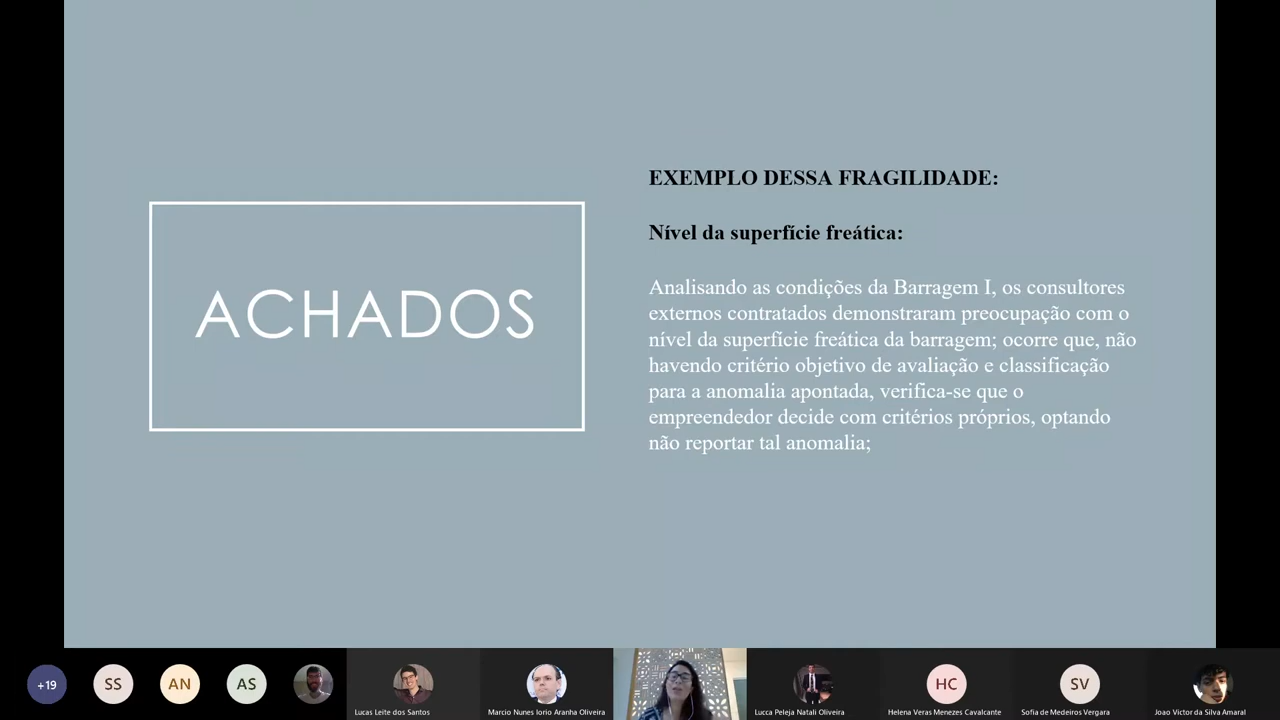 ACHADOS
EXEMPLO DESSA FRAGILIDADE:
Nível da superfície freática:
Analisando as condições da Barragem I, os consultores
externos contratados demonstraram preocupação com o
nível da superfície freática da barragem; ocorre que, não
havendo critério objetivo de avaliação e classificação
para a anomalia apontada, verifica-se que o
empreendedor decide com critérios próprios, optando
não reportar tal anomalia;
+19
SS
AN
AS
Lucas Leite dos Santos
Marcio Nunes Iorio Aranha Oliveira
Lucca Peleja Natali Oliveira
HC
Helena Veras Menezes Cavalcante
SV
Sofia de Medeiros Vergara
Joao Victor da Silva Amaral